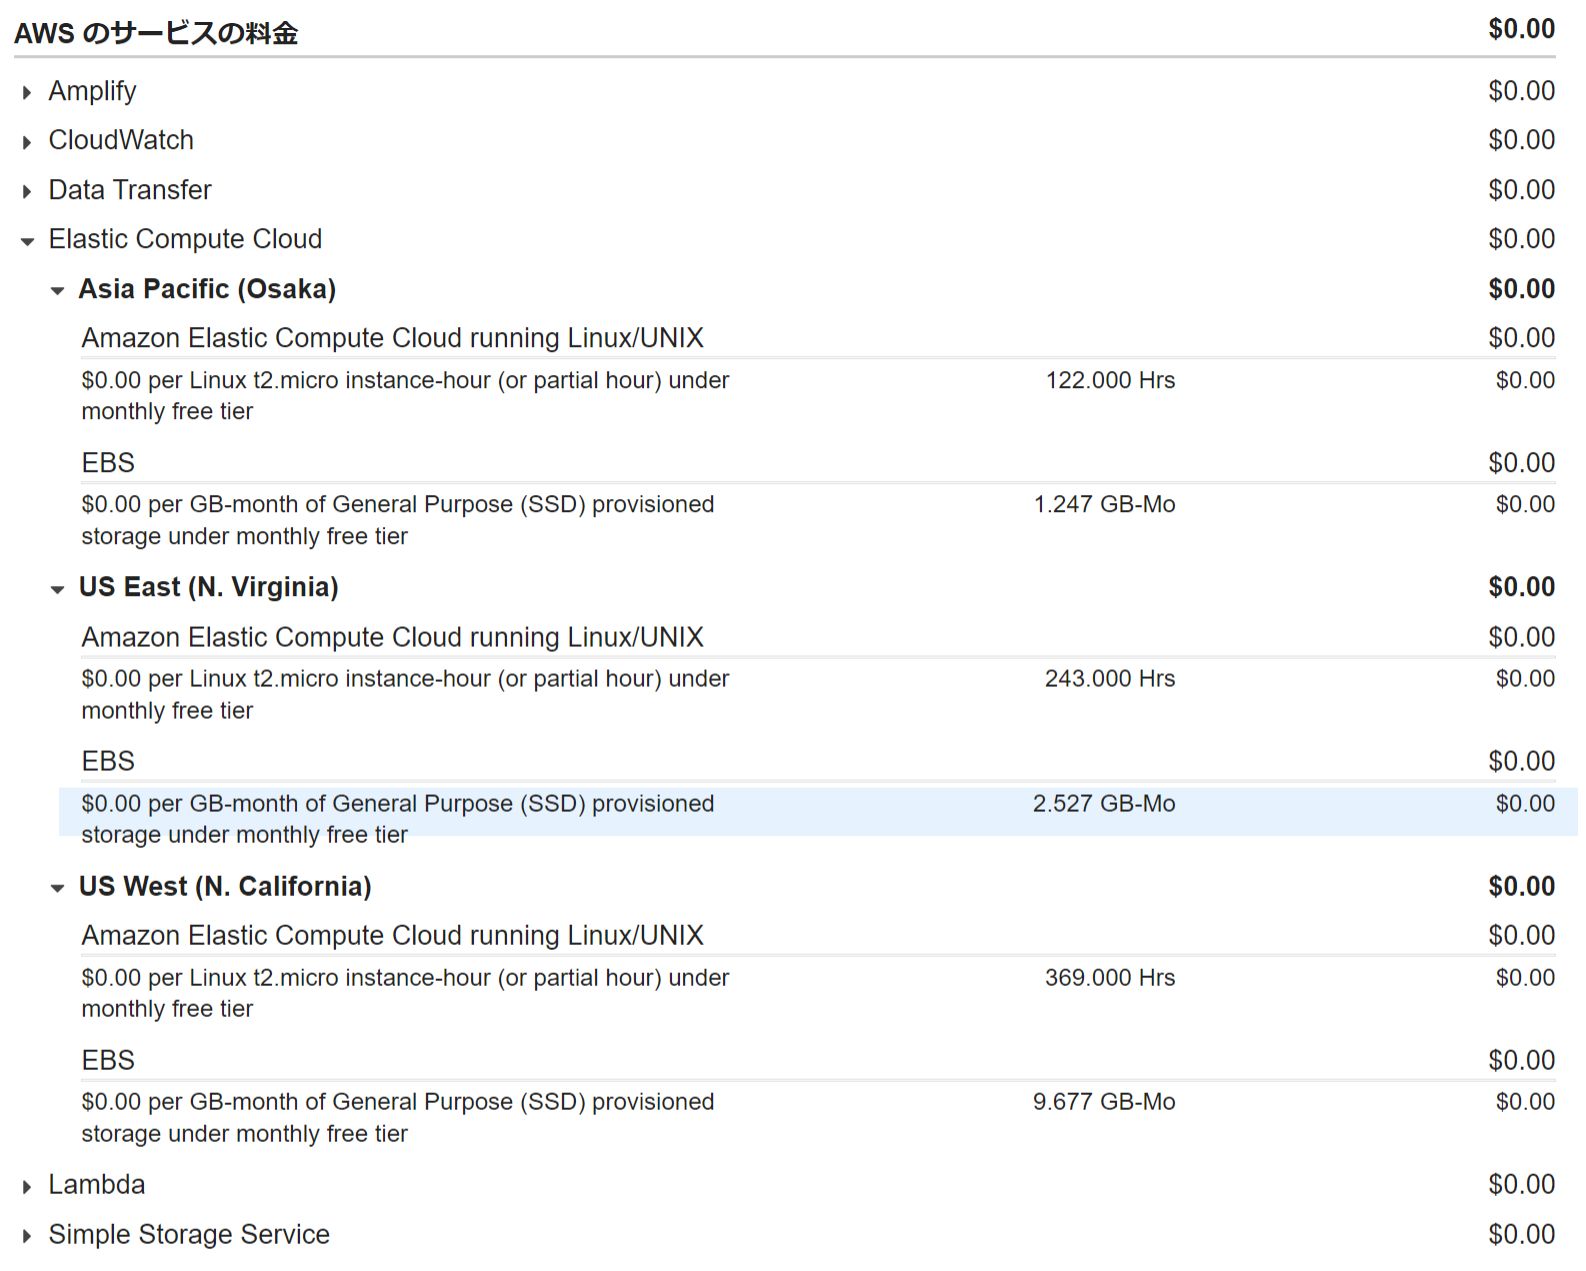 AWS のサービスの料金 $0.00
Amplify $0.00
CloudWatch $0.00
Data Transfer $0.00
Elastic Compute Cloud $0.00
Asia Pacific (Osaka) $0.00
Amazon Elastic Compute Cloud running Linux/UNIX $0.00
$0.00 per Linux t2.micro instance-hour (or partial hour) under 122.000 Hrs $0.00
monthly free tier
EBS $0.00
$0.00 per GB-month of General Purpose (SSD) provisioned 1.247 GB-Mo $0.00
storage under monthly free tier
US East (N. Virginia) $0.00
Amazon Elastic Compute Cloud running Linux/UNIX $0.00
$0.00 per Linux t2.micro instance-hour (or partial hour) under 243.000 Hrs $0.00
monthly free tier
EBS $0.00
$0.00 per GB-month of General Purpose (SSD) provisioned 2.527 GB-Mo $0.00
storage under monthly free tier
US West (N. California) $0.00
Amazon Elastic Compute Cloud running Linux/UNIX $0.00
$0.00 per Linux t2.micro instance-hour (or partial hour) under 369.000 Hrs $0.00
monthly free tier
EBS $0.00
$0.00 per GB-month of General Purpose (SSD) provisioned 9.677 GB-Mo $0.00
storage under monthly free tier
Lambda $0.00
Simple Storage Service $0.00